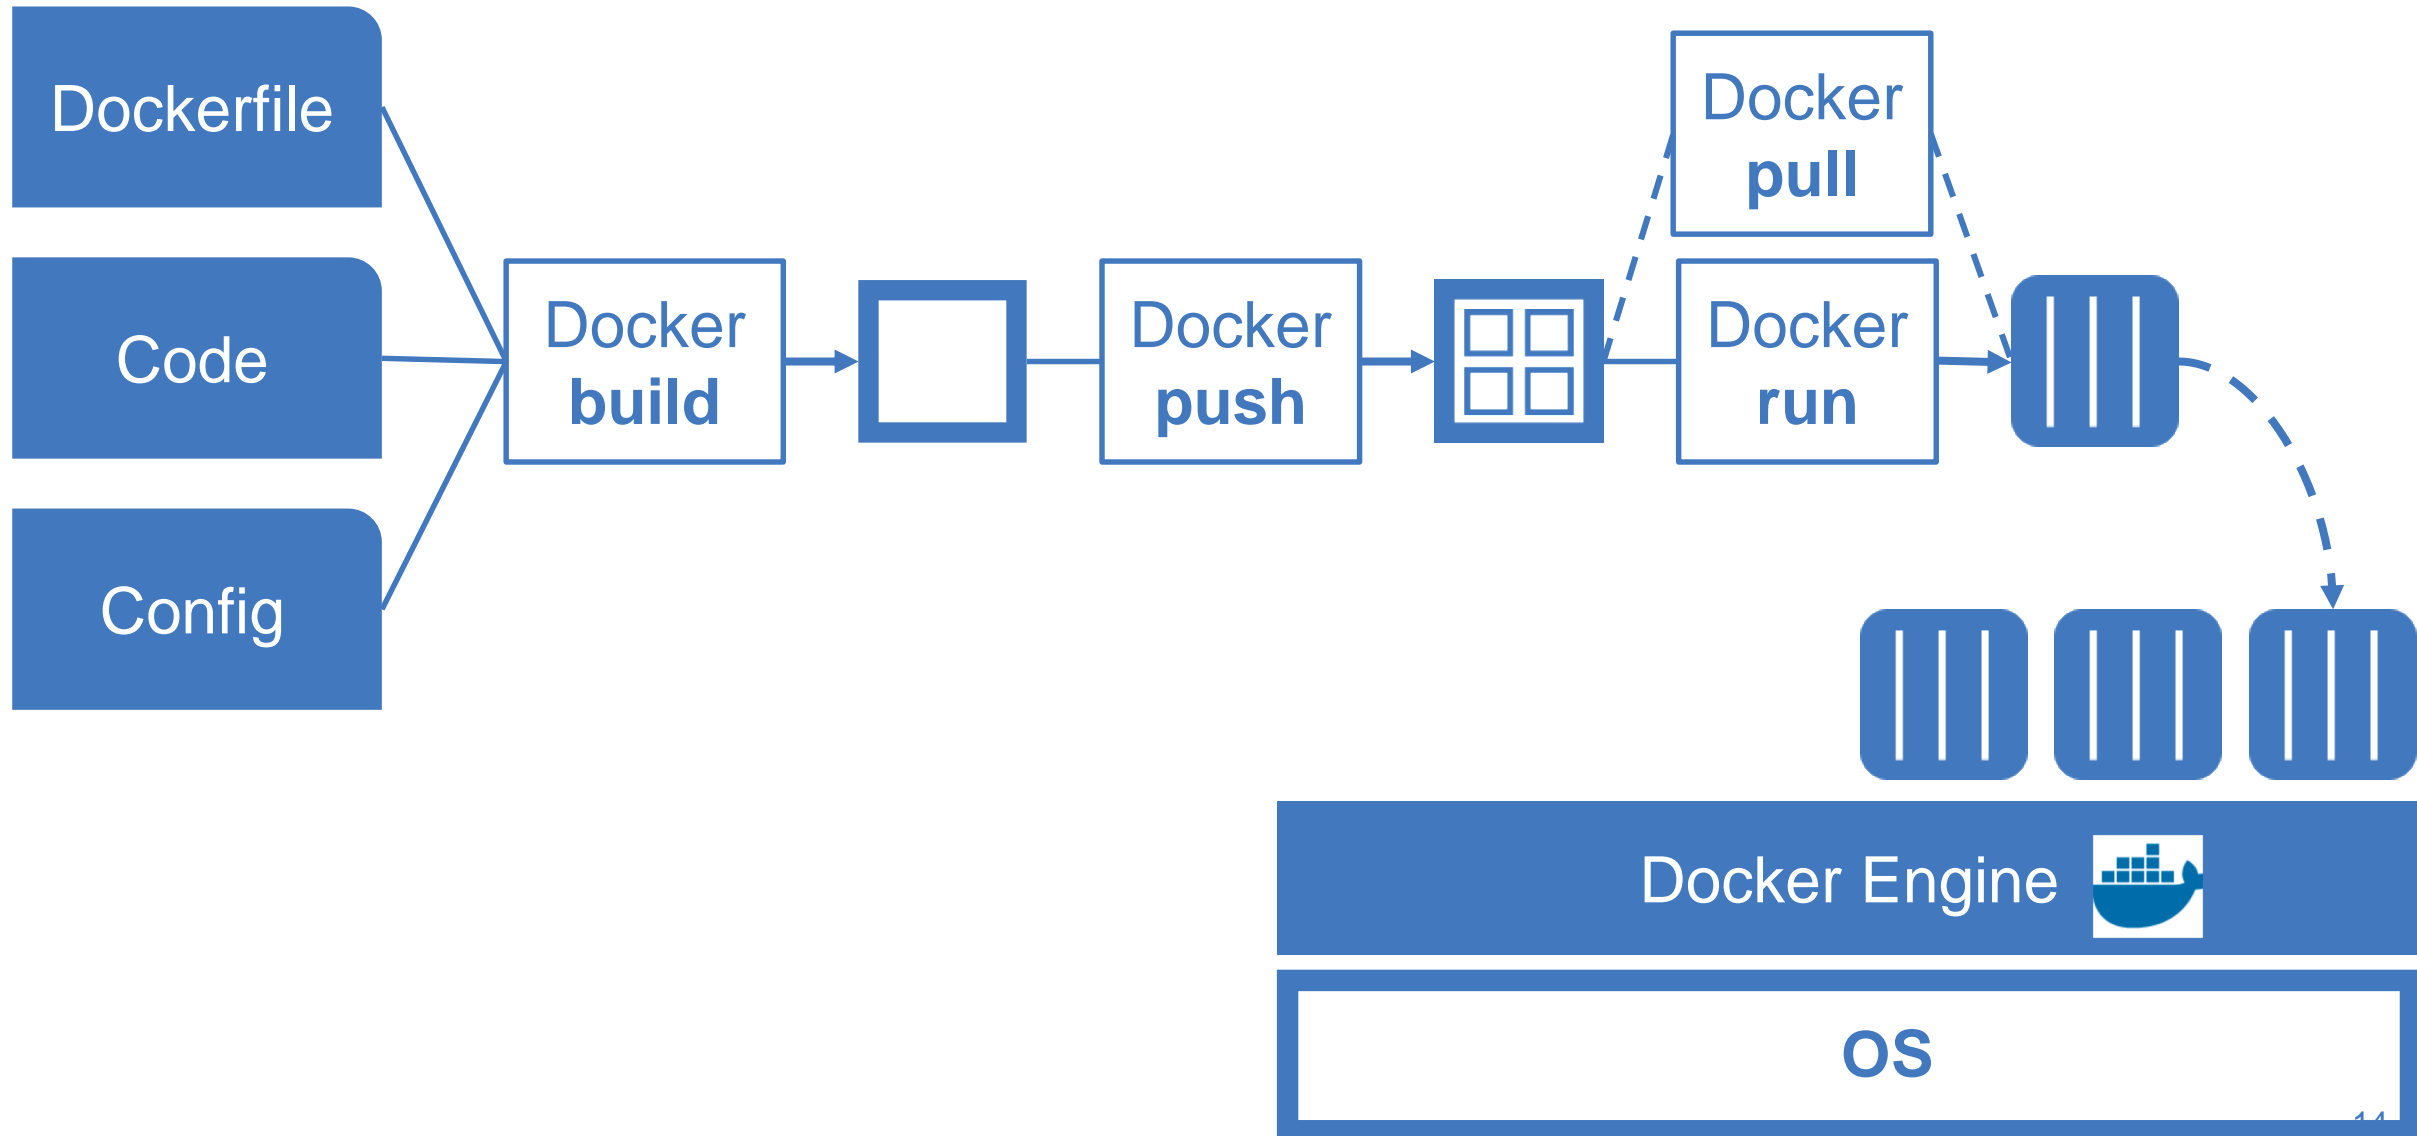 Dockerfile
Code
Config
Docker
build
Docker
push
Docker
pull
Docker
run
Docker Engine
OS